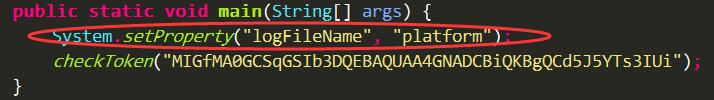 public static void main(String[] args) {
System.setProperty("logFileName", "platform");
checkToken("MIGfMA0GCSqGSIb3DQEBAQUAA4GNADCBiQKBgQCd5J5YTs3IUi");
}